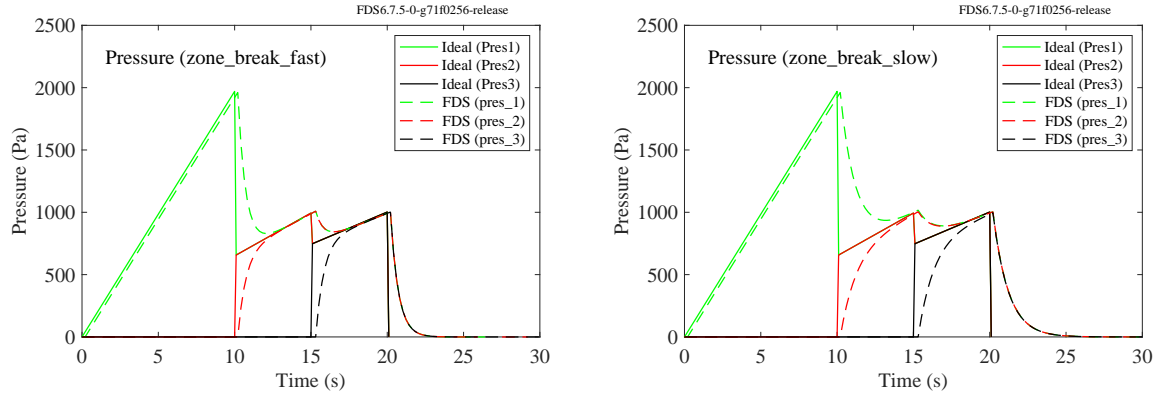 FDS6.7.5-0-g71f0256-release
Pressure (zone_break_fast)
Ideal (Pres1)
Ideal (Pres2)
Ideal (Pres3)
FDS (pres_1)
FDS (pres_2)
FDS (pres_3)
2500
2000
1500
1000
500
0
Pressure (Pa)
0 5 10 15 20 25 30
Time (s)
FDS6.7.5-0-g71f0256-release
Pressure (zone_break_slow)
Ideal (Pres1)
Ideal (Pres2)
Ideal (Pres3)
FDS (pres_1)
FDS (pres_2)
FDS (pres_3)
2500
2000
1500
1000
500
0
Pressure (Pa)
0 5 10 15 20 25 30
Time (s)